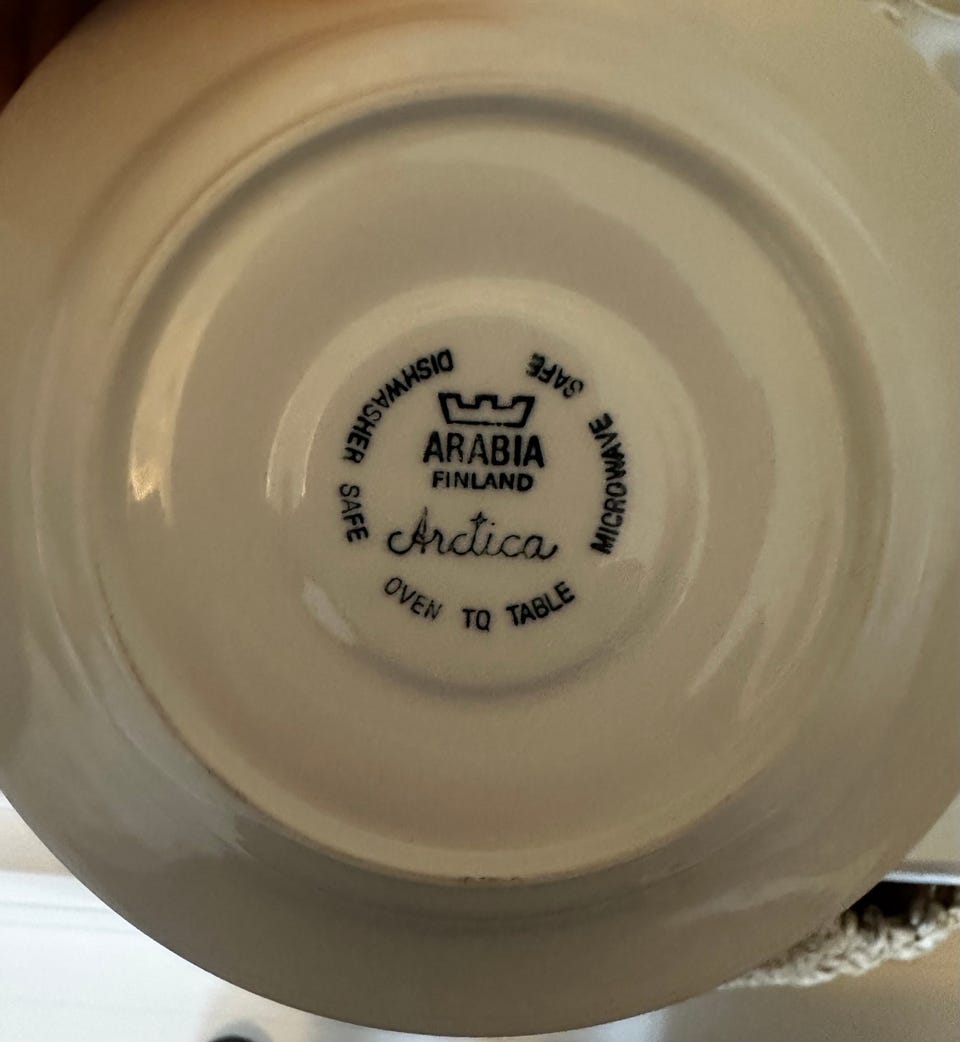 ARABIA
FINLAND
Arctica
DISHWASHER SAFE
OVEN TO TABLE
MICROWAVE SAFE